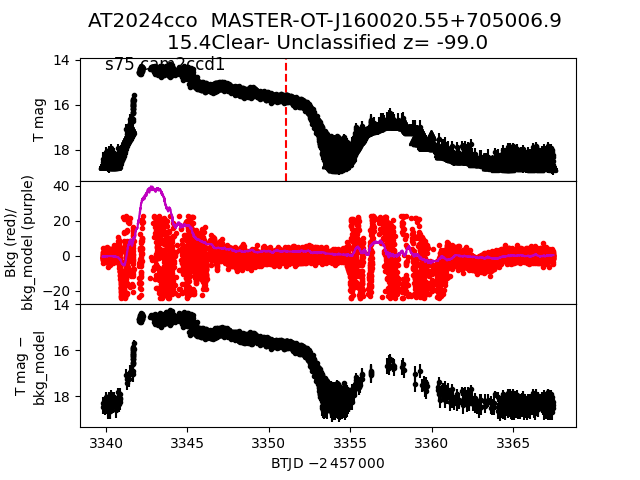 AT2024cco  MASTER-OT-J160020.55+705006.9
15.4Clear- Unclassified z= -99.0
s75 cam2ccd1
14
16
18
T mag
40
20
0
−20
Bkg (red)/
bkg_model (purple)
14
16
18
T mag −
bkg_model
3340
3345
3350
3355
3360
3365
BTJD −2 457 000